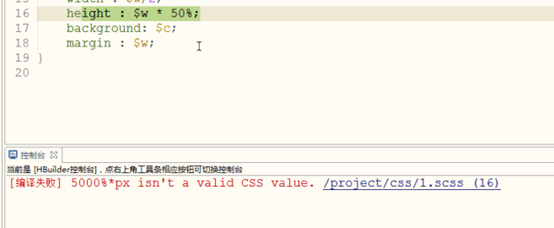 15    width : $w/2;
16    height : $w * 50%;
17    background: $c;
18    margin : $w;
19 }
20
控制台
当前是 [HBuilder控制台], 点右上角工具条相应按钮可切换控制台
[编译失败] 5000%*px isn't a valid CSS value. /project/css/1.scss (16)